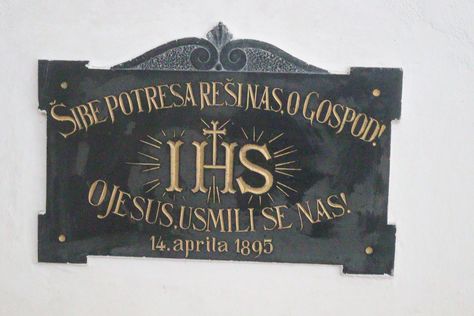 ŠIBE POTRESA REŠI NAS, O GOSPOD!
IHS
O JESUS, USMILI SE NAS!
14. aprila 1895